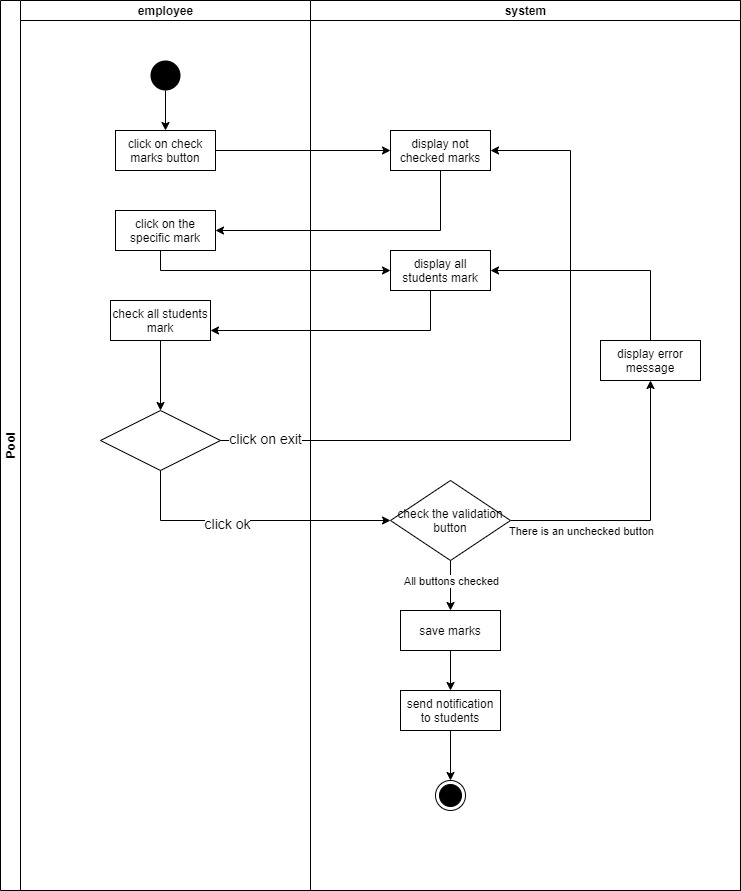 employee
system
Pool
click on check
marks button
display not
checked marks
click on the
specific mark
display all
students mark
check all students
mark
display error
message
click on exit
check the validation
button
click ok
There is an unchecked button
All buttons checked
save marks
send notification
to students